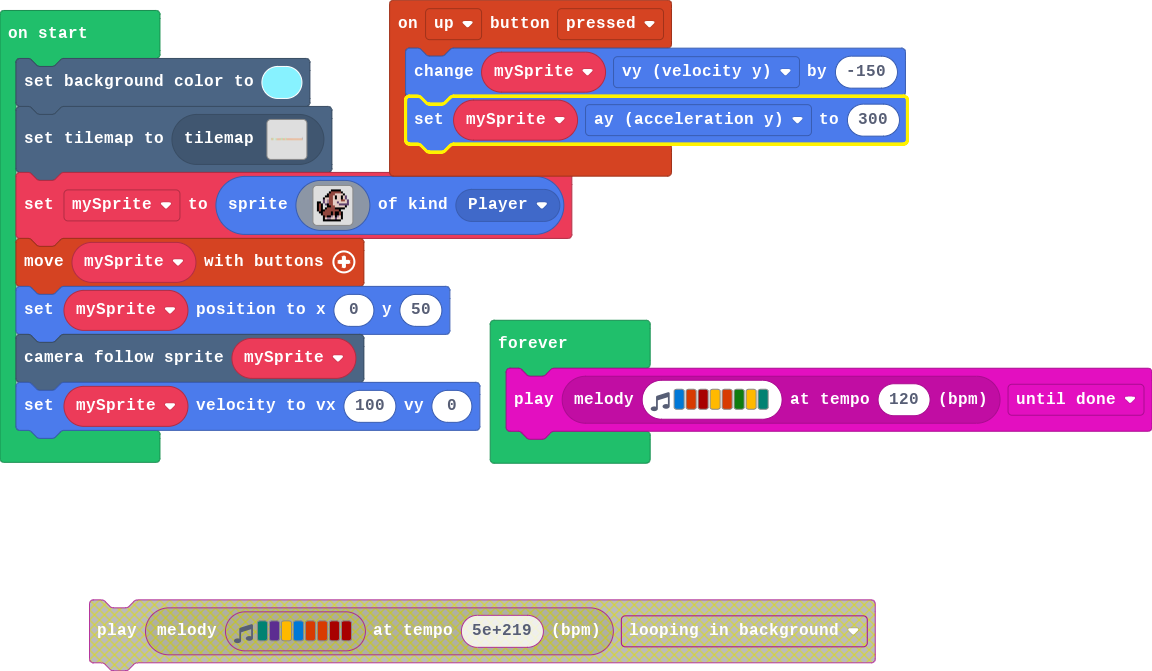 on start
set background color to
set tilemap to tilemap
set mySprite to sprite of kind Player
move mySprite with buttons
set mySprite position to x 0 y 50
camera follow sprite mySprite
set mySprite velocity to vx 100 vy 0
on up button pressed
change mySprite vy (velocity y) by -150
set mySprite ay (acceleration y) to 300
forever
play melody at tempo 120 (bpm) until done
play melody at tempo 5e+219 (bpm) looping in background